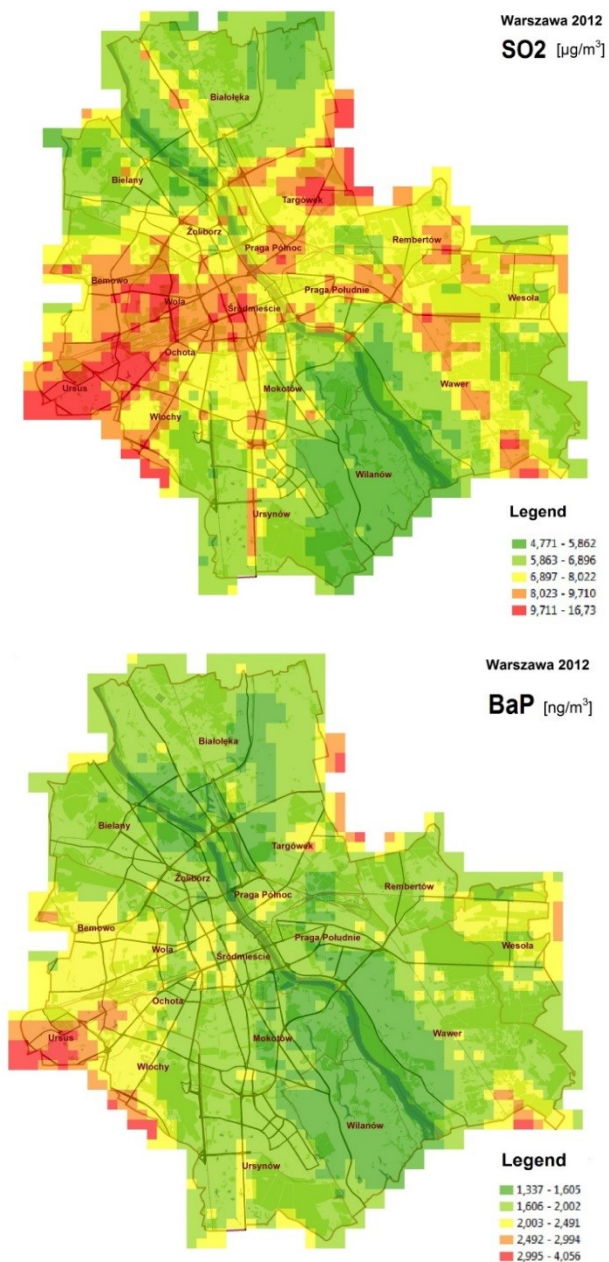 Warszawa 2012
SO2 [µg/m³]
Białołęka
Bielany
Targówek
Żoliborz
Rembertów
Praga Północ
Bemowo
Praga/Południe
Wola
Śródmieście
Wesoła
Ochota
Ursus
Mokotów
Wawer
Włochy
Wilanów
Ursynów
Legend
4,771 - 5,862
5,863 - 6,896
6,897 - 8,022
8,023 - 9,710
9,711 - 16,73
Warszawa 2012
BaP [ng/m³]
Białołęka
Bielany
Targówek
Żoliborz
Rembertów
Praga Północ
Bemowo
Praga/Południe
Wola
Śródmieście
Wesoła
Ochota
Ursus
Mokotów
Wawer
Włochy
Wilanów
Ursynów
Legend
1,337 - 1,605
1,606 - 2,002
2,003 - 2,491
2,492 - 2,994
2,995 - 4,056